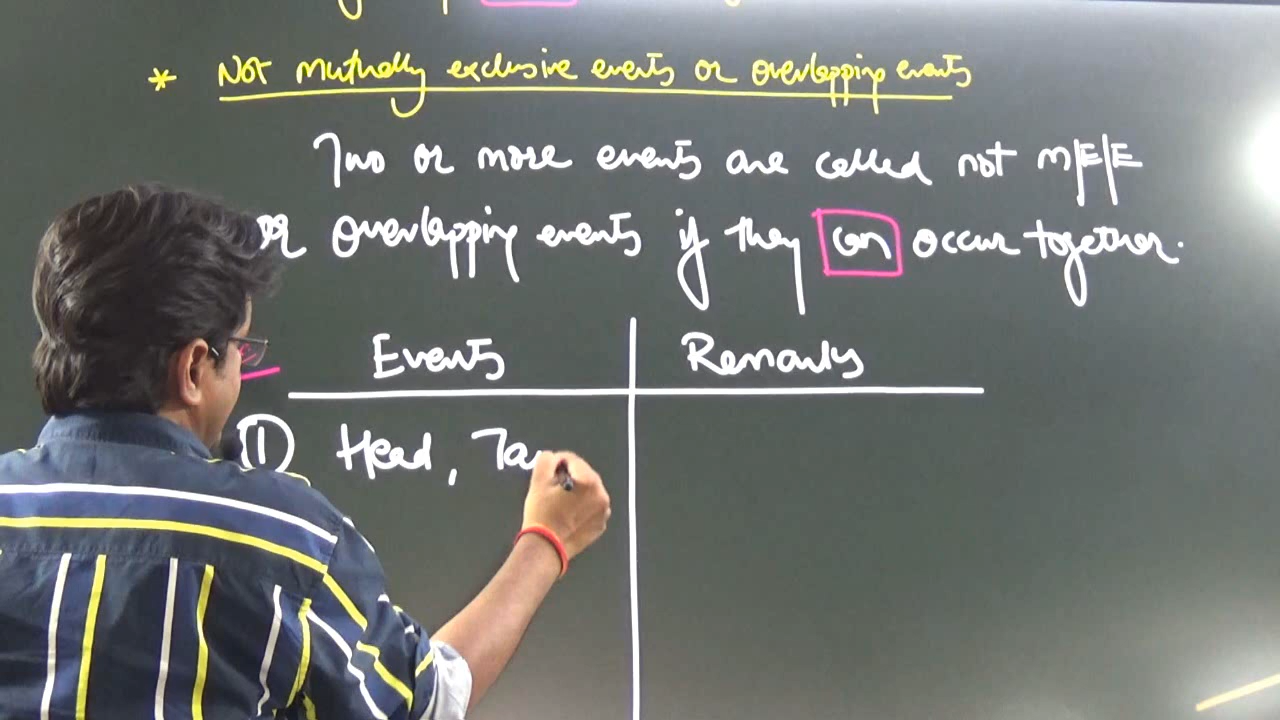 * Not mutually exclusive events or overlapping events
Two or more events are called not M/E/E
or overlapping events if they can occur together.
Events Remarks
① Head, Ta